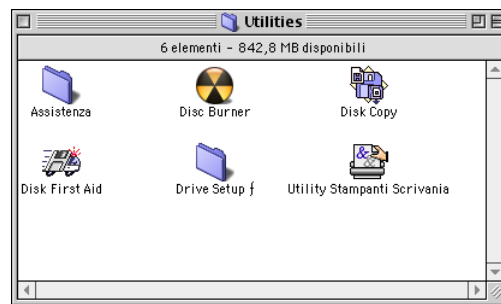 Utilities
6 elementi - 842,8 MB disponibili
Assistenza
Disc Burner
Disk Copy
Disk First Aid
Drive Setup ƒ
Utility Stampanti Scrivania